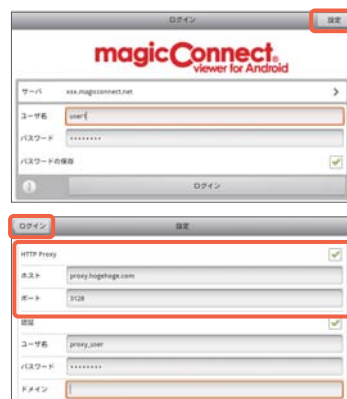 ログイン 設定
magicConnect®
viewer for Android
サーバ xxx.magicconnect.net
ユーザ名 user1
パスワード ••••••••
パスワードの保存
ログイン
ログイン 設定
HTTP Proxy
ホスト proxy.hogehoge.com
ポート 3128
認証
ユーザ名 proxy_user
パスワード ••••••••
ドメイン